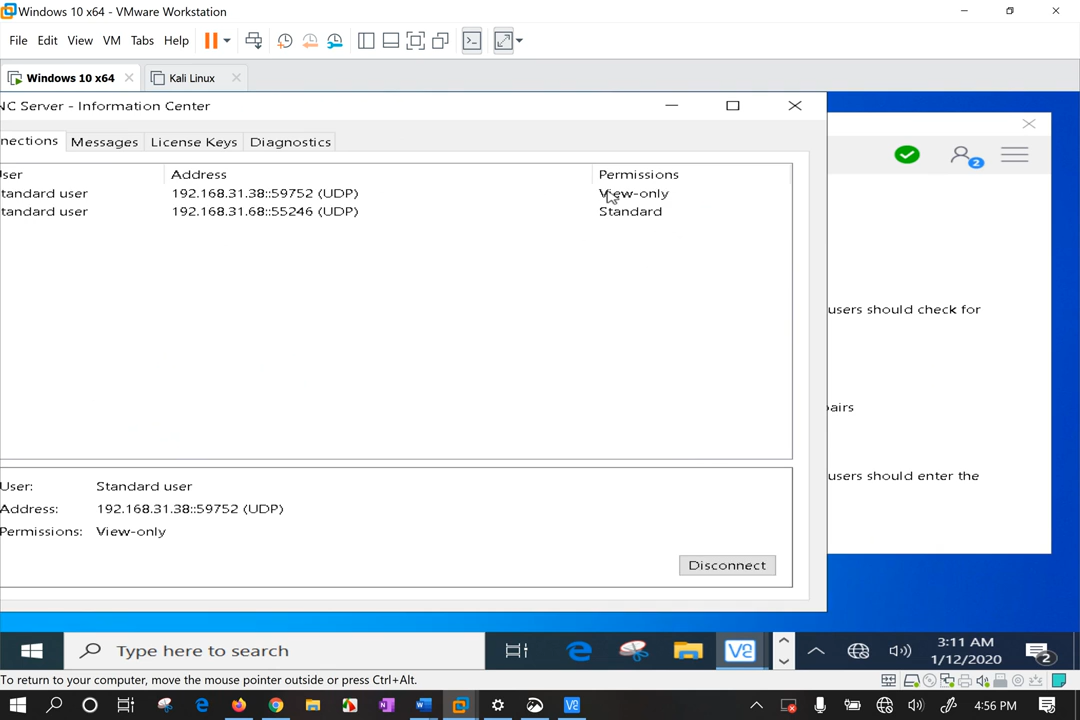 Windows 10 x64 - VMware Workstation
File Edit View VM Tabs Help
Windows 10 x64
Kali Linux
NC Server - Information Center
nections Messages License Keys Diagnostics
ser Address Permissions
tandard user 192.168.31.38::59752 (UDP) View-only
tandard user 192.168.31.68::55246 (UDP) Standard
2
users should check for
pairs
users should enter the
User: Standard user
Address: 192.168.31.38::59752 (UDP)
Permissions: View-only
Disconnect
Type here to search
V2
3:11 AM
1/12/2020
2
To return to your computer, move the mouse pointer outside or press Ctrl+Alt.
4:56 PM